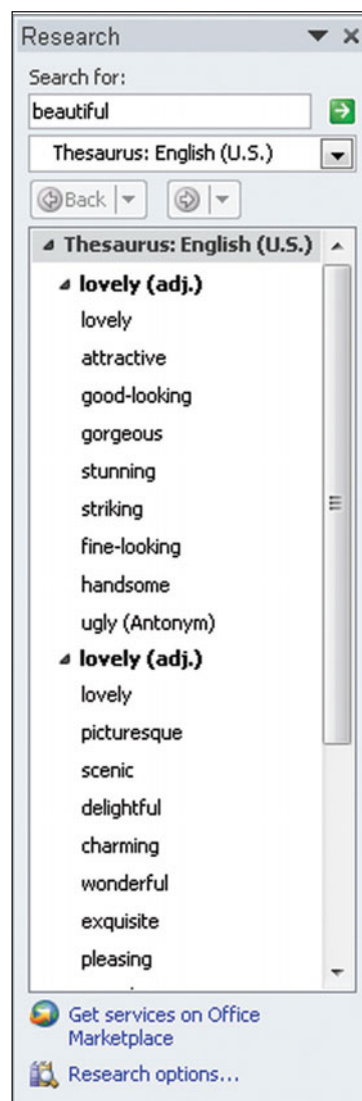 Research
Search for:
beautiful
Thesaurus: English (U.S.)
Back
Thesaurus: English (U.S.)
lovely (adj.)
lovely
attractive
good-looking
gorgeous
stunning
striking
fine-looking
handsome
ugly (Antonym)
lovely (adj.)
lovely
picturesque
scenic
delightful
charming
wonderful
exquisite
pleasing
Get services on Office
Marketplace
Research options...